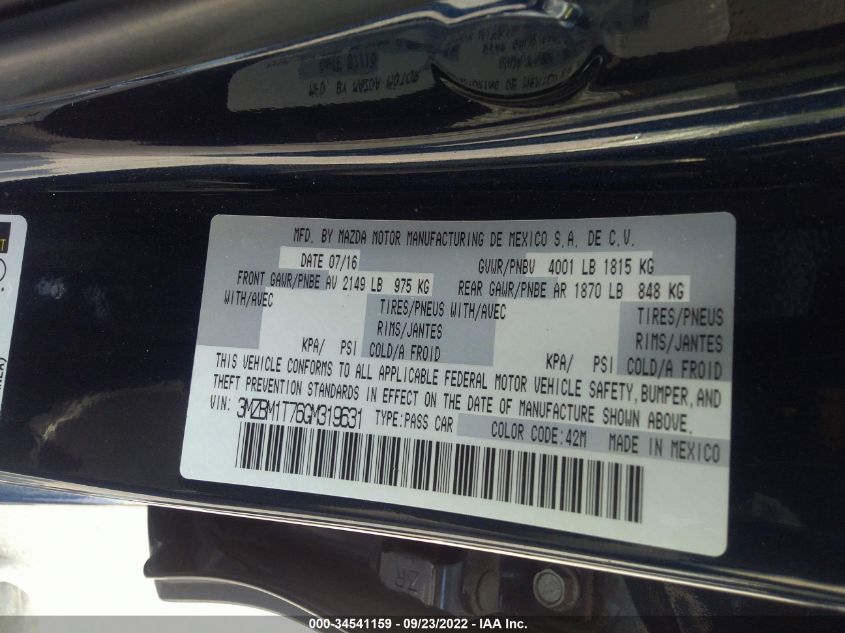 MFD. BY MAZDA MOTOR MANUFACTURING DE MEXICO S.A. DE C.V.
DATE 07/16 GVWR/PNBV 4001 LB 1815 KG
FRONT GAWR/PNBE AV 2149 LB 975 KG REAR GAWR/PNBE AR 1870 LB 848 KG
WITH/AVEC TIRES/PNEUS WITH/AVEC TIRES/PNEUS
RIMS/JANTES RIMS/JANTES
KPA/ PSI COLD/A FROID KPA/ PSI COLD/A FROID
THIS VEHICLE CONFORMS TO ALL APPLICABLE FEDERAL MOTOR VEHICLE SAFETY, BUMPER, AND
THEFT PREVENTION STANDARDS IN EFFECT ON THE DATE OF MANUFACTURE SHOWN ABOVE.
VIN: 3MZBM1T76GM319631 TYPE:PASS CAR COLOR CODE:42M MADE IN MEXICO
ZR
000-34541159 - 09/23/2022 - IAA Inc.